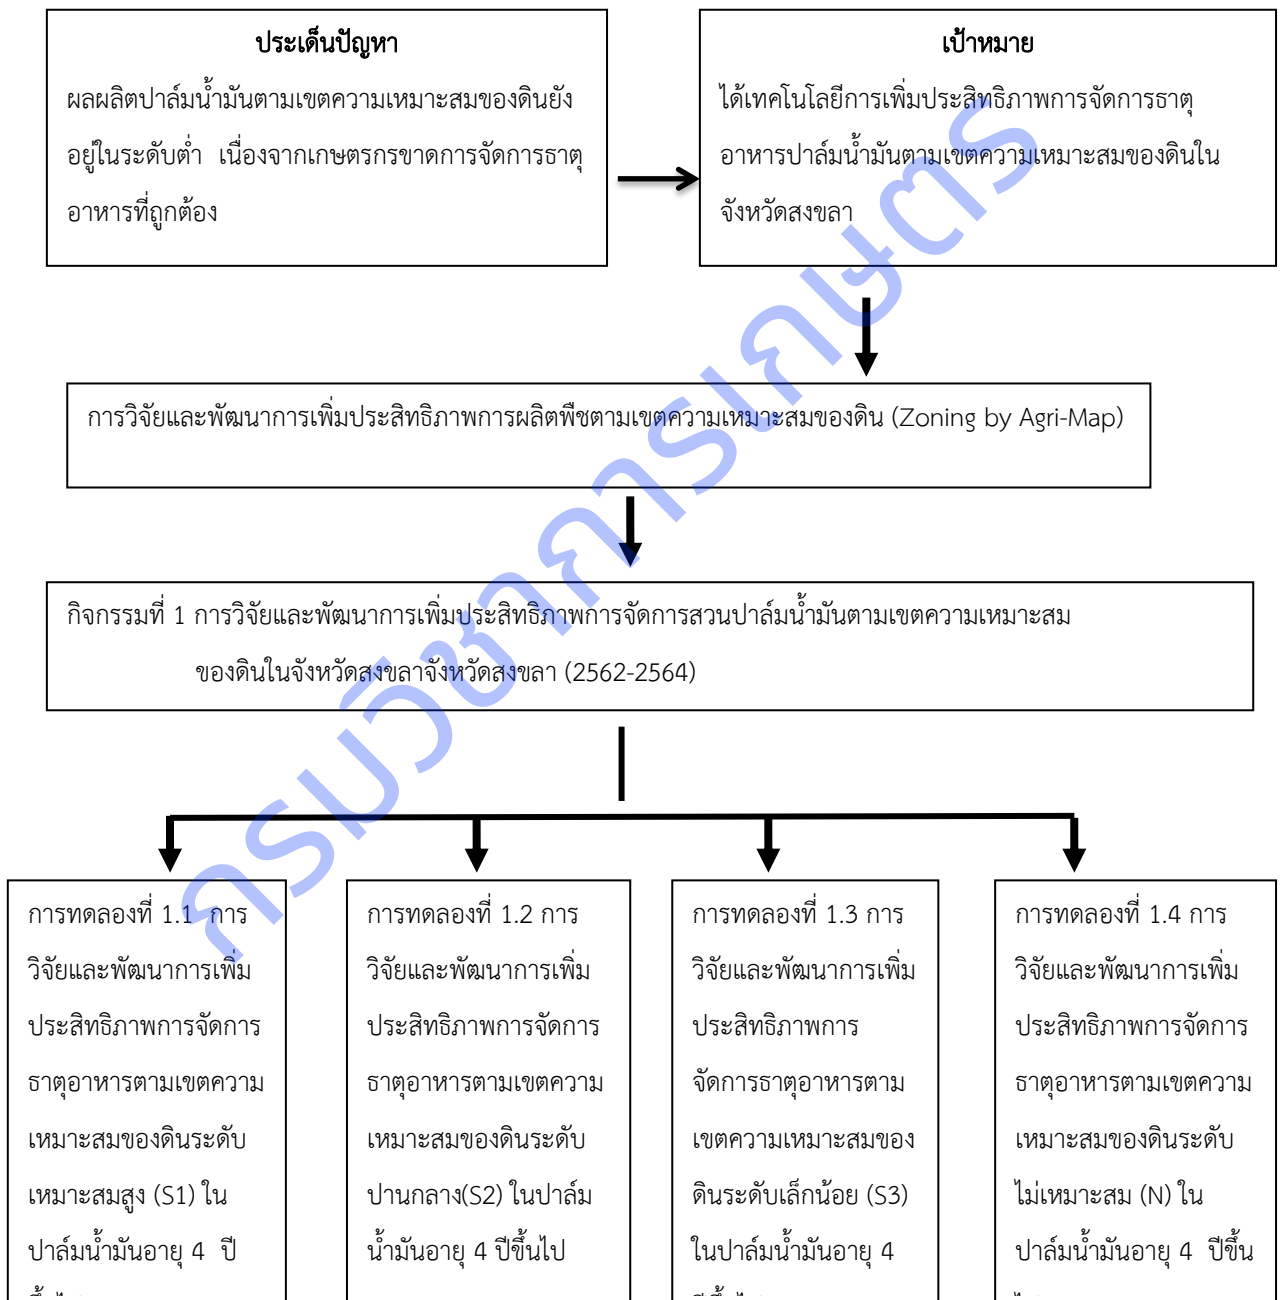 ประเด็นปัญหา
ผลผลิตปาล์มน้ำมันตามเขตความเหมาะสมของดินยัง
อยู่ในระดับต่ำ เนื่องจากเกษตรกรขาดการจัดการธาตุ
อาหารที่ถูกต้อง
เป้าหมาย
ได้เทคโนโลยีการเพิ่มประสิทธิภาพการจัดการธาตุ
อาหารปาล์มน้ำมันตามเขตความเหมาะสมของดินใน
จังหวัดสงขลา
การวิจัยและพัฒนาการเพิ่มประสิทธิภาพการผลิตพืชตามเขตความเหมาะสมของดิน (Zoning by Agri-Map)
กิจกรรมที่ 1 การวิจัยและพัฒนาการเพิ่มประสิทธิภาพการจัดการสวนปาล์มน้ำมันตามเขตความเหมาะสม
ของดินในจังหวัดสงขลาจังหวัดสงขลา (2562-2564)
การทดลองที่ 1.1 การ
วิจัยและพัฒนาการเพิ่ม
ประสิทธิภาพการจัดการ
ธาตุอาหารตามเขตความ
เหมาะสมของดินระดับ
เหมาะสมสูง (S1) ใน
ปาล์มน้ำมันอายุ 4 ปี
การทดลองที่ 1.2 การ
วิจัยและพัฒนาการเพิ่ม
ประสิทธิภาพการจัดการ
ธาตุอาหารตามเขตความ
เหมาะสมของดินระดับ
ปานกลาง(S2) ในปาล์ม
น้ำมันอายุ 4 ปีขึ้นไป
การทดลองที่ 1.3 การ
วิจัยและพัฒนาการเพิ่ม
ประสิทธิภาพการ
จัดการธาตุอาหารตาม
เขตความเหมาะสมของ
ดินระดับเล็กน้อย (S3)
ในปาล์มน้ำมันอายุ 4
การทดลองที่ 1.4 การ
วิจัยและพัฒนาการเพิ่ม
ประสิทธิภาพการจัดการ
ธาตุอาหารตามเขตความ
เหมาะสมของดินระดับ
ไม่เหมาะสม (N) ใน
ปาล์มน้ำมันอายุ 4 ปีขึ้น
กรมวิชาการเกษตร